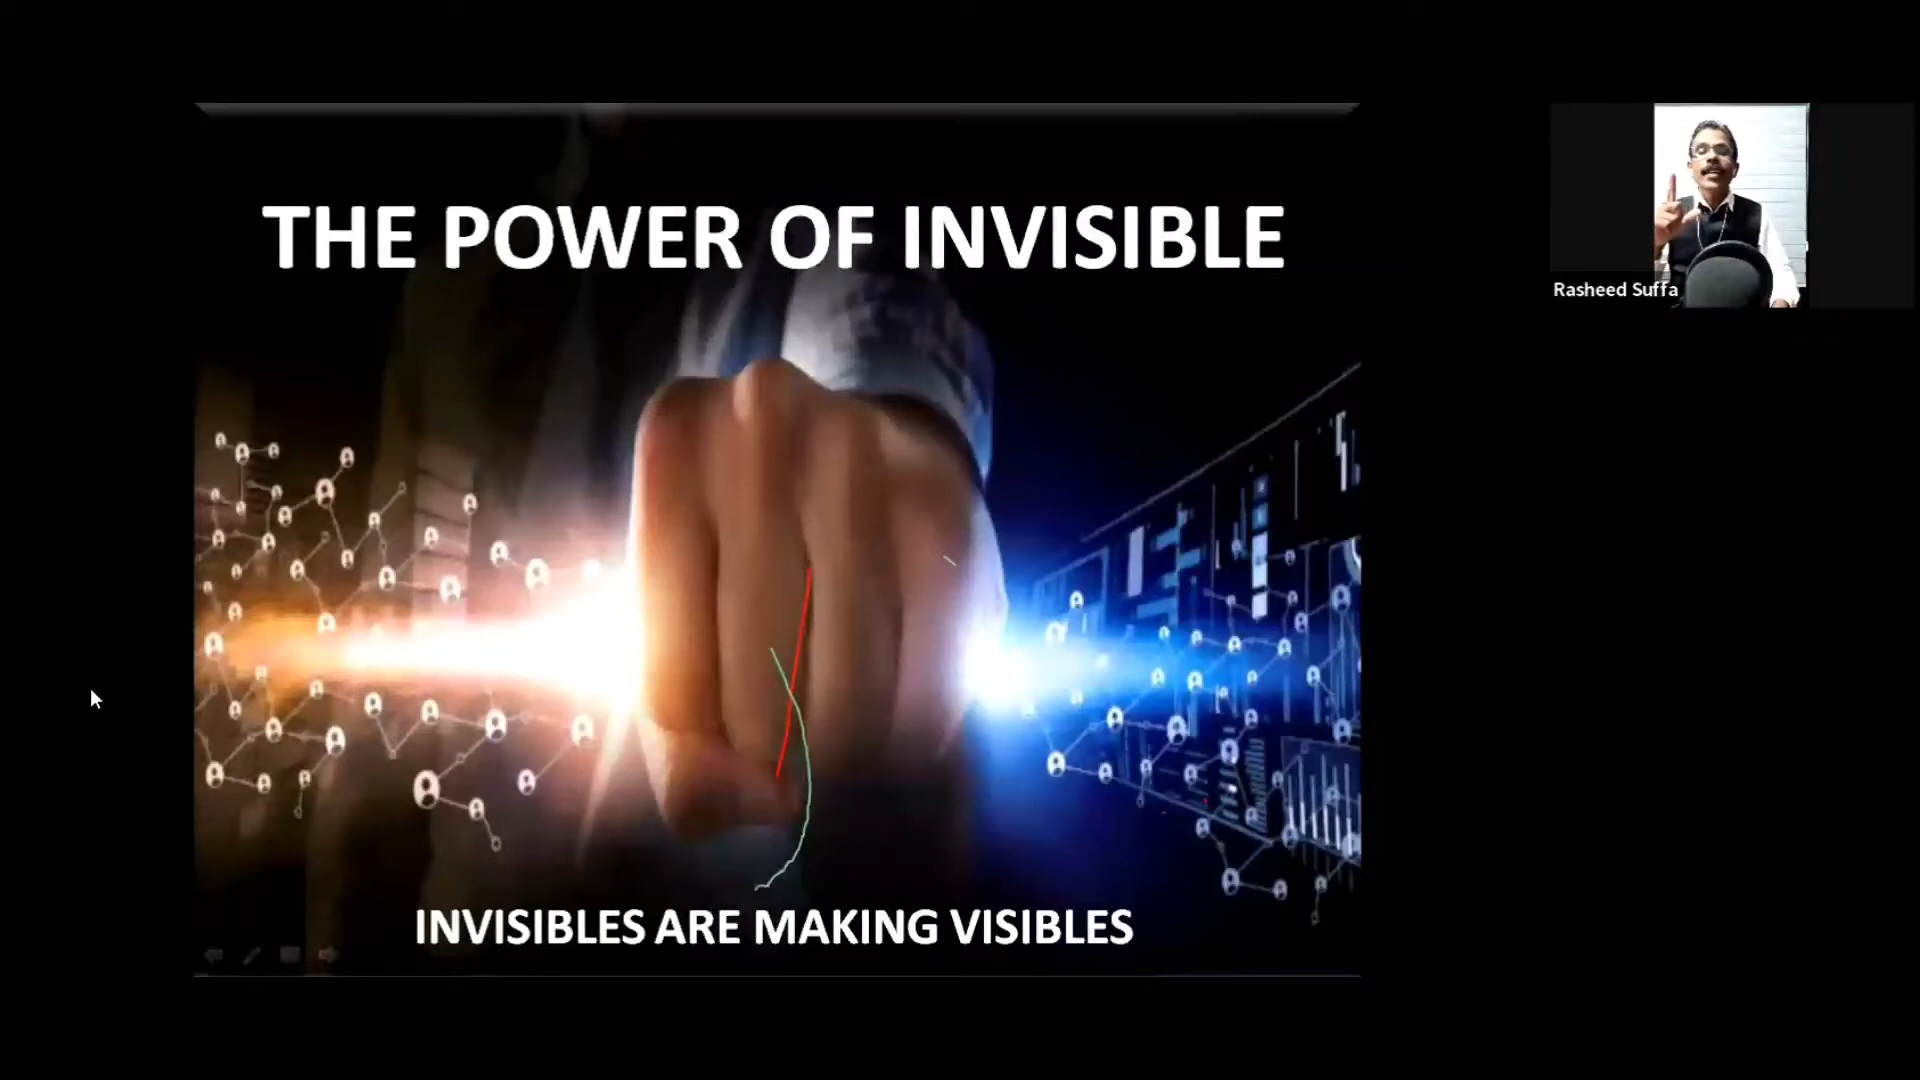 THE POWER OF INVISIBLE
Rasheed Suffa
INVISIBLES ARE MAKING VISIBLES